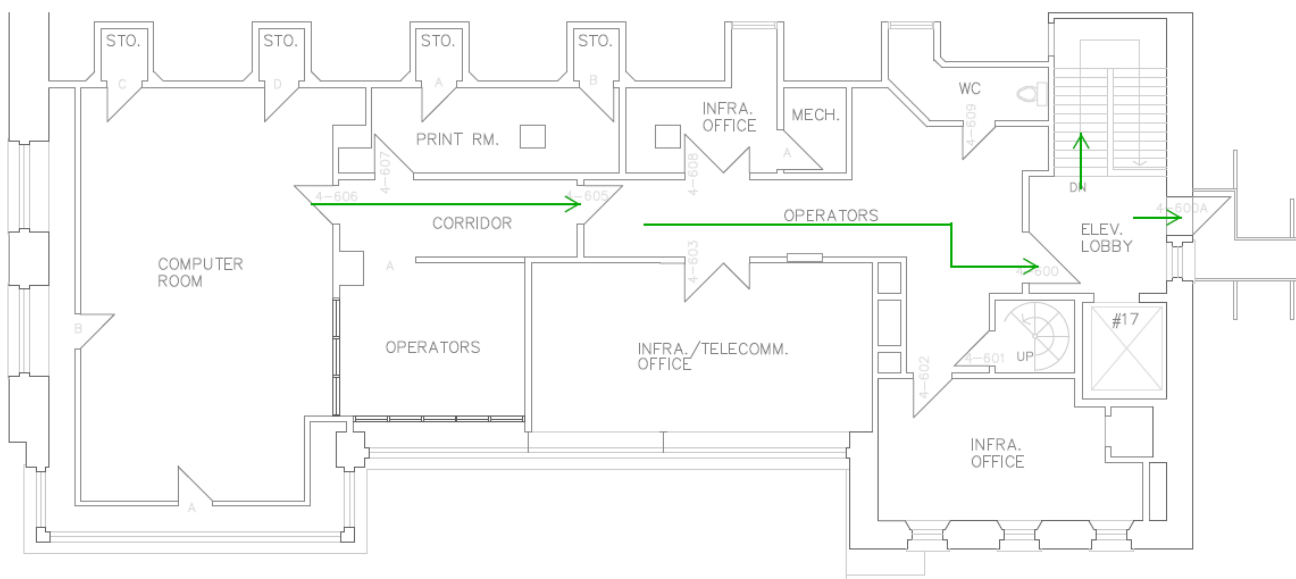 STO.
STO.
STO.
STO.
C
D
A
B
WC
INFRA.
OFFICE
MECH.
PRINT RM.
4-609
A
4-607
4-608
4-606
4-605
DN
4-600A
CORRIDOR
OPERATORS
ELEV.
LOBBY
COMPUTER
ROOM
A
4-603
4-600
B
#17
OPERATORS
INFRA./TELECOMM.
OFFICE
UP
4-601
4-602
INFRA.
OFFICE
A